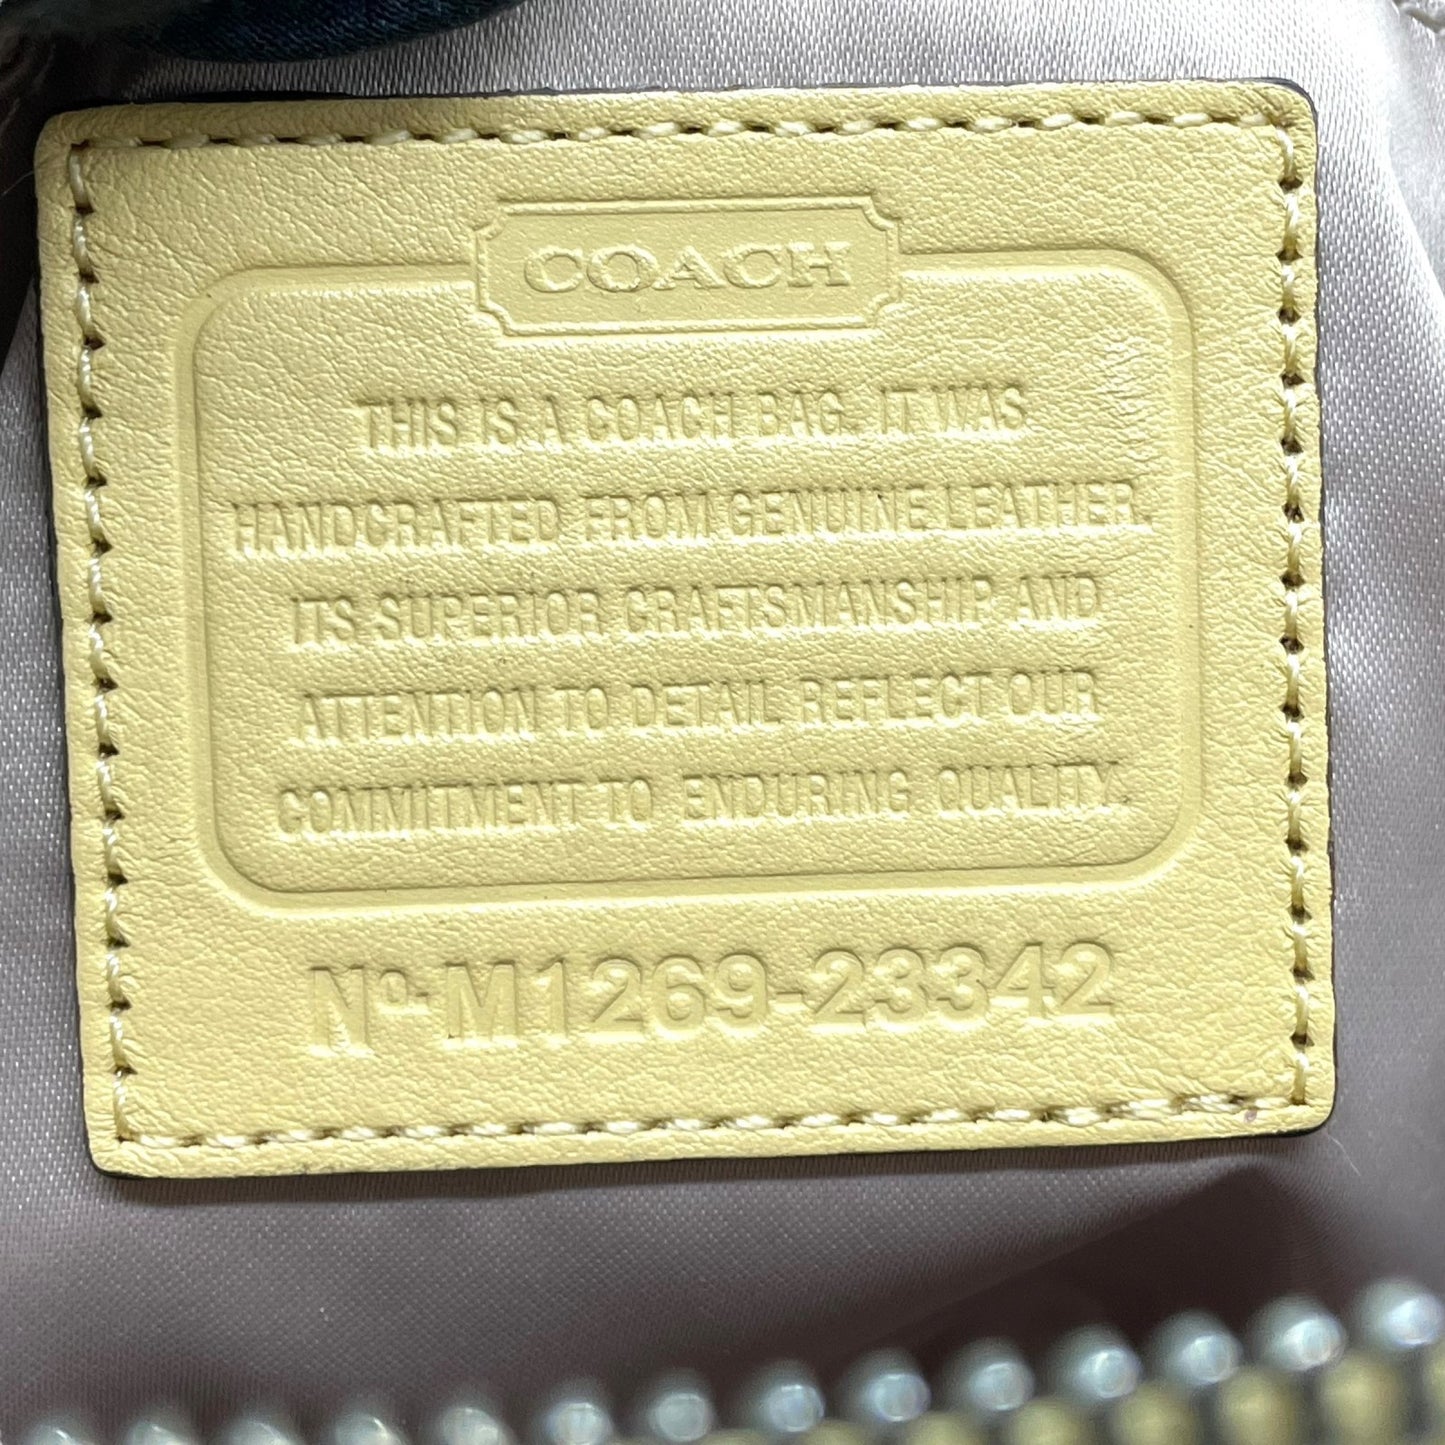 COACH
THIS IS A COACH BAG. IT WAS
HANDCRAFTED FROM GENUINE LEATHER.
ITS SUPERIOR CRAFTSMANSHIP AND
ATTENTION TO DETAIL REFLECT OUR
COMMITMENT TO ENDURING QUALITY.
Nº-M1269-23342